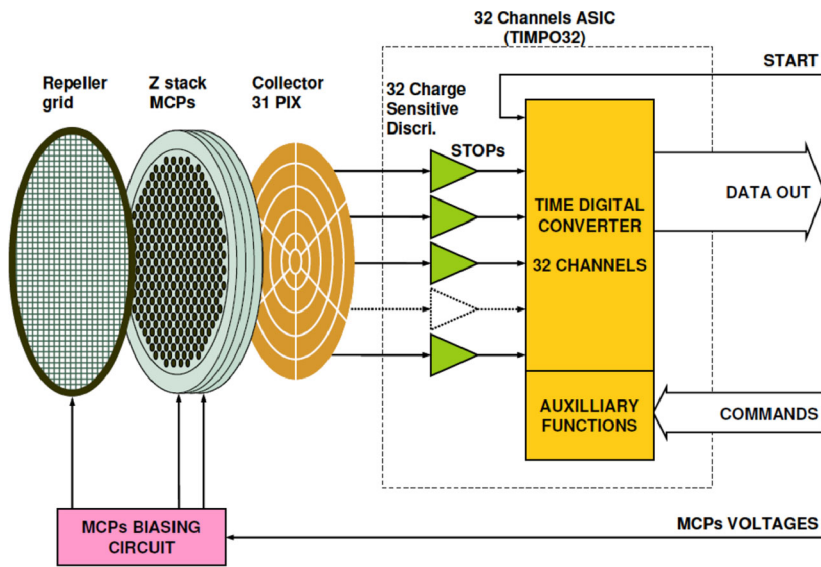 32 Channels ASIC
(TIMPO32)
START
Repeller
grid
Z stack
MCPs
Collector
31 PIX
32 Charge
Sensitive
Discri.
STOPs
TIME DIGITAL
CONVERTER
32 CHANNELS
DATA OUT
AUXILLIARY
FUNCTIONS
COMMANDS
MCPs BIASING
CIRCUIT
MCPs VOLTAGES